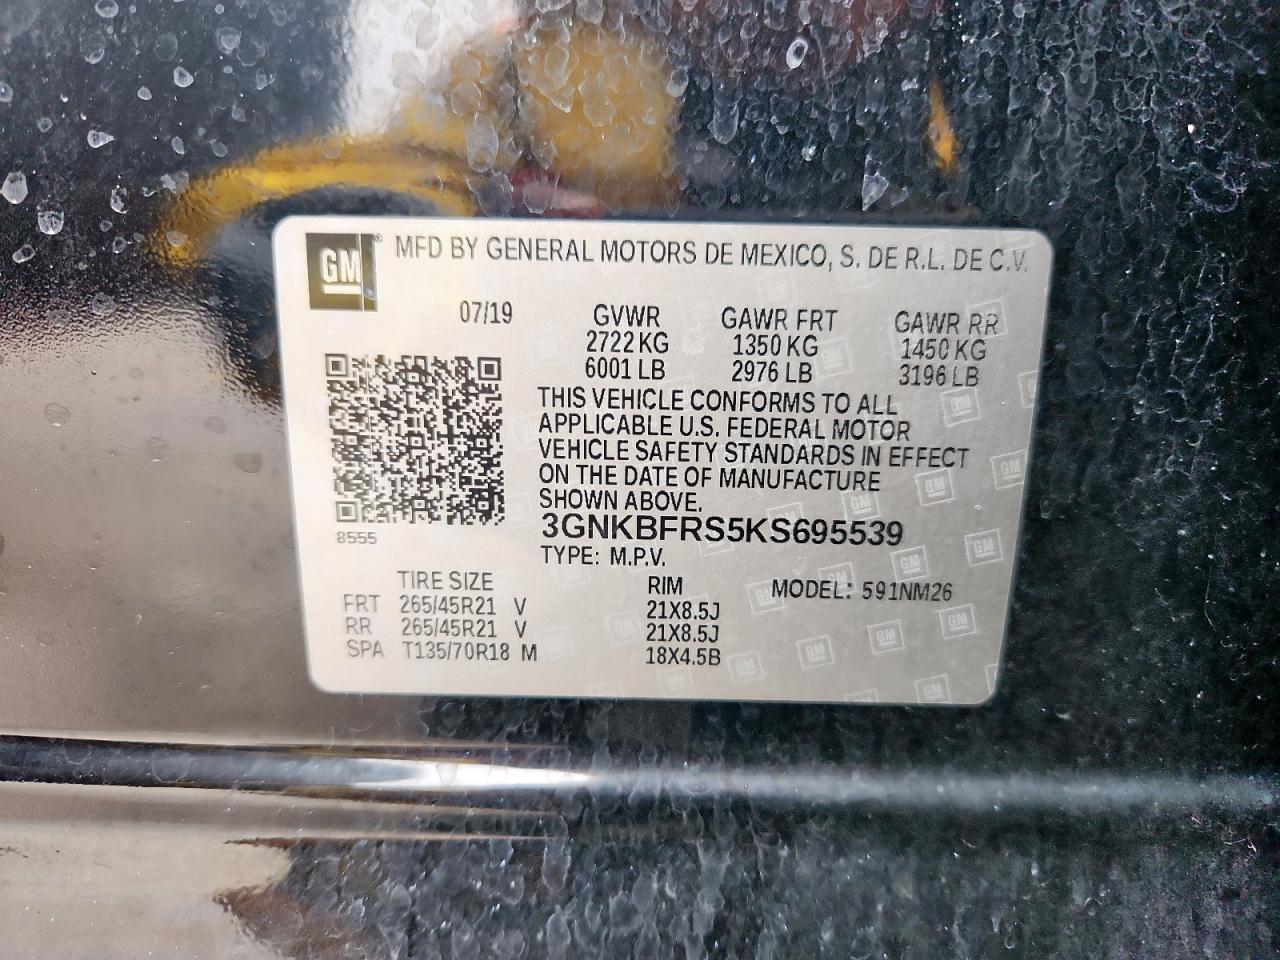 GM
MFD BY GENERAL MOTORS DE MEXICO, S. DE R.L. DE C.V.
07/19 GVWR GAWR FRT GAWR RR
2722 KG 1350 KG 1450 KG
6001 LB 2976 LB 3196 LB
THIS VEHICLE CONFORMS TO ALL
APPLICABLE U.S. FEDERAL MOTOR
VEHICLE SAFETY STANDARDS IN EFFECT
ON THE DATE OF MANUFACTURE
SHOWN ABOVE.
8555
3GNKBFRS5KS695539
TYPE: M.P.V.
TIRE SIZE RIM MODEL: 591NM26
FRT 265/45R21 V 21X8.5J
RR 265/45R21 V 21X8.5J
SPA T135/70R18 M 18X4.5B